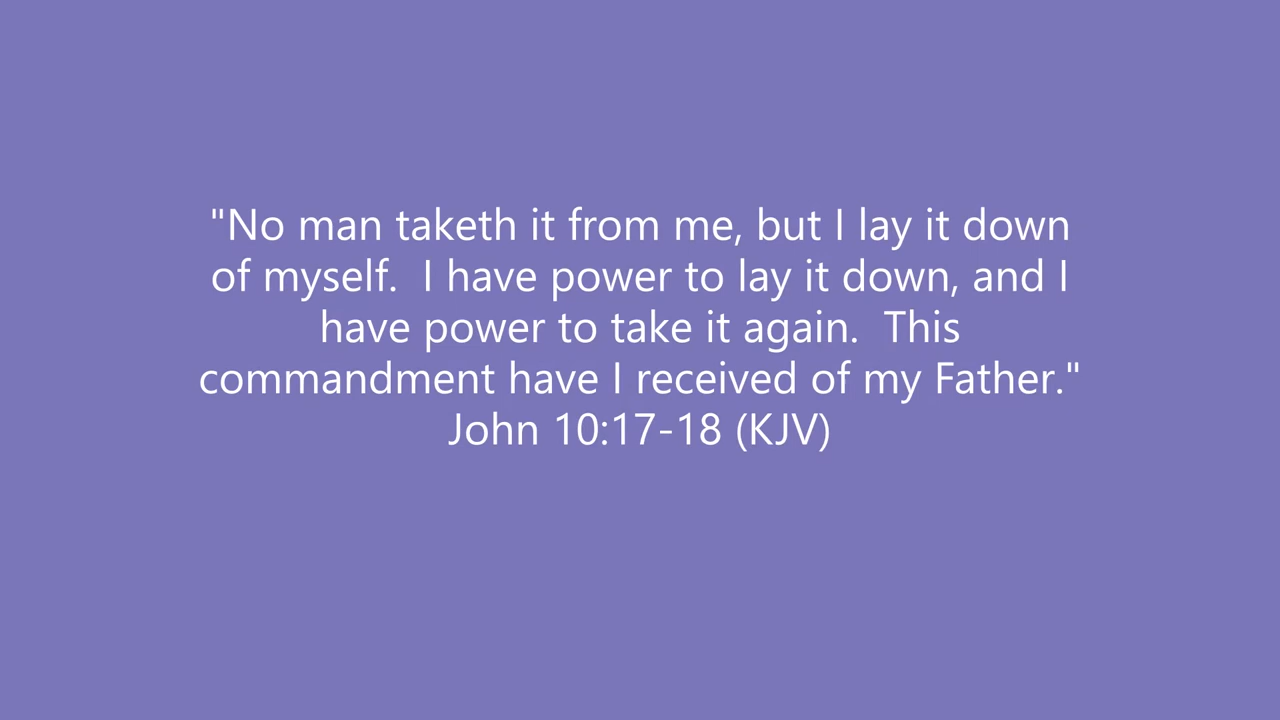 "No man taketh it from me, but I lay it down
of myself.  I have power to lay it down, and I
have power to take it again.  This
commandment have I received of my Father."
John 10:17-18 (KJV)